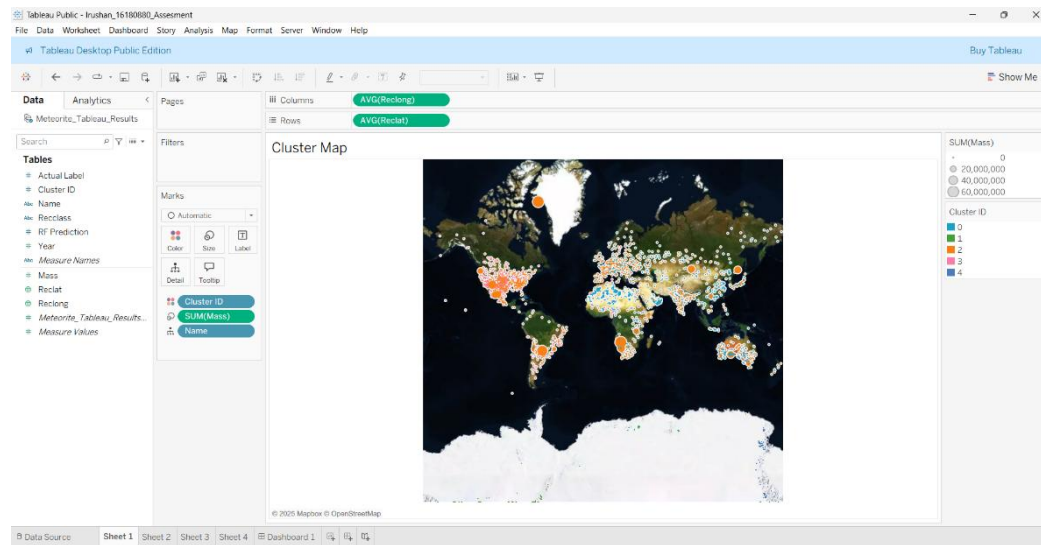 Tableau Public - Irushan_16180880_Assesment
File Data Worksheet Dashboard Story Analysis Map Format Server Window Help
Tableau Desktop Public Edition
Buy Tableau
Show Me
Data Analytics
Meteorite_Tableau_Results
Search
Tables
Actual Label
Cluster ID
Abc Name
Abc Recclass
RF Prediction
Year
Abc Measure Names
Mass
Reclat
Reclong
Meteorite_Tableau_Results...
Measure Values
Pages
Filters
Marks
Automatic
Color Size Label
Detail Tooltip
Cluster ID
SUM(Mass)
Name
Columns AVG(Reclong)
Rows AVG(Reclat)
Cluster Map
© 2025 Mapbox © OpenStreetMap
SUM(Mass)
0
20,000,000
40,000,000
60,000,000
Cluster ID
0
1
2
3
4
Data Source Sheet 1 Sheet 2 Sheet 3 Sheet 4 Dashboard 1